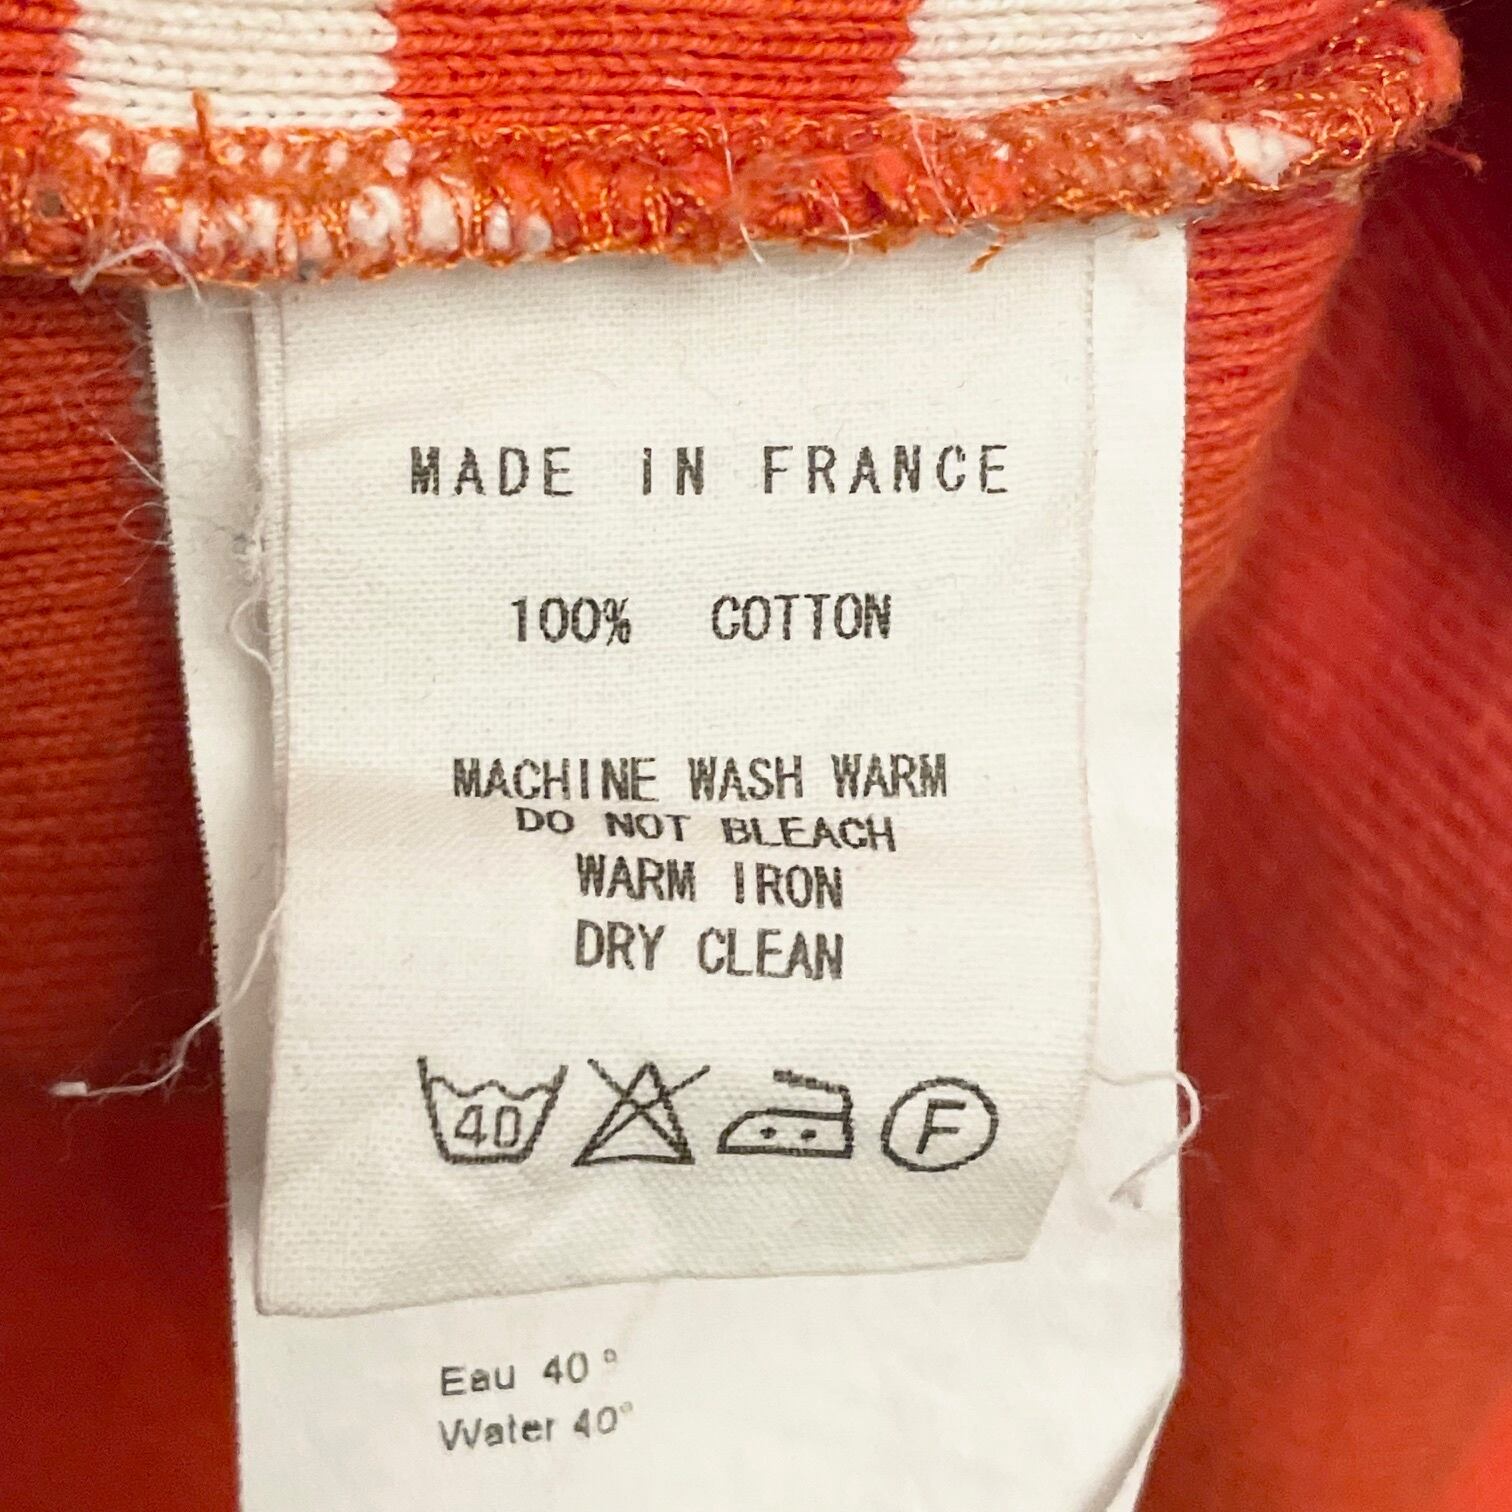 MADE IN FRANCE
100% COTTON
MACHINE WASH WARM
DO NOT BLEACH
WARM IRON
DRY CLEAN
40 F
Eau 40°
Water 40°